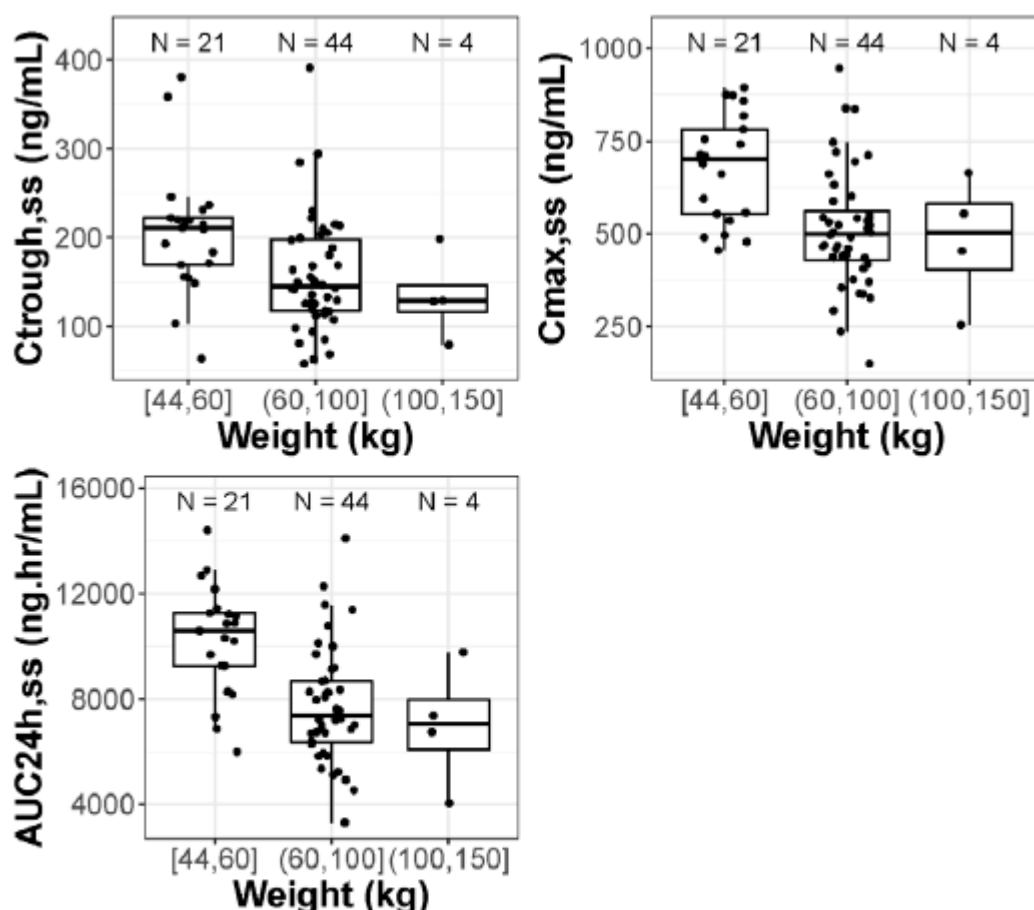 Ctrough,ss (ng/mL)
N = 21 N = 44 N = 4
400
300
200
100
[44,60] (60,100] (100,150]
Weight (kg)
Cmax,ss (ng/mL)
N = 21 N = 44 N = 4
1000
750
500
250
[44,60] (60,100] (100,150]
Weight (kg)
AUC24h,ss (ng.hr/mL)
16000
N = 21 N = 44 N = 4
12000
8000
4000
[44,60] (60,100] (100,150]
Weight (kg)